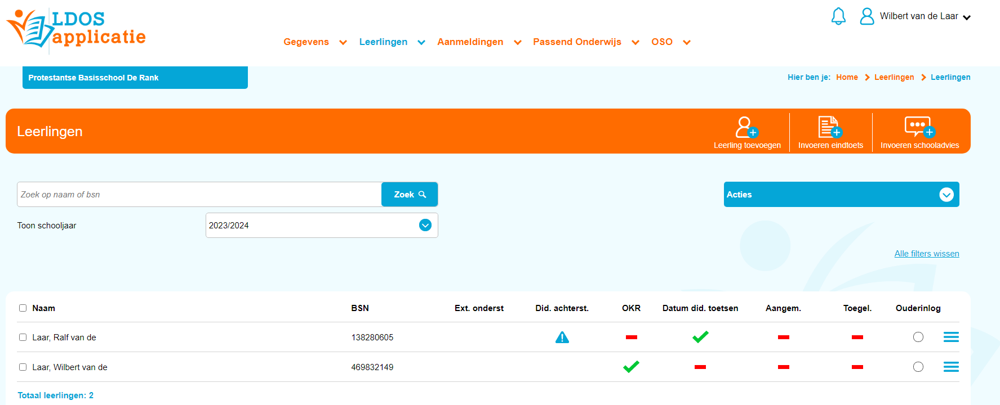 LDOS
applicatie
Wilbert van de Laar
Gegevens Leerlingen Aanmeldingen Passend Onderwijs OSO
Protestantse Basisschool De Rank
Hier ben je: Home Leerlingen Leerlingen
Leerlingen
Leerling toevoegen Invoeren eindtoets Invoeren schooladvies
Zoek op naam of bsn Zoek
Acties
Toon schooljaar 2023/2024
Alle filters wissen
Naam BSN Ext. onderst Did. achterst. OKR Datum did. toetsen Aangem. Toegel. Ouderinlog
Laar, Ralf van de 138280605
Laar, Wilbert van de 469832149
Totaal leerlingen: 2